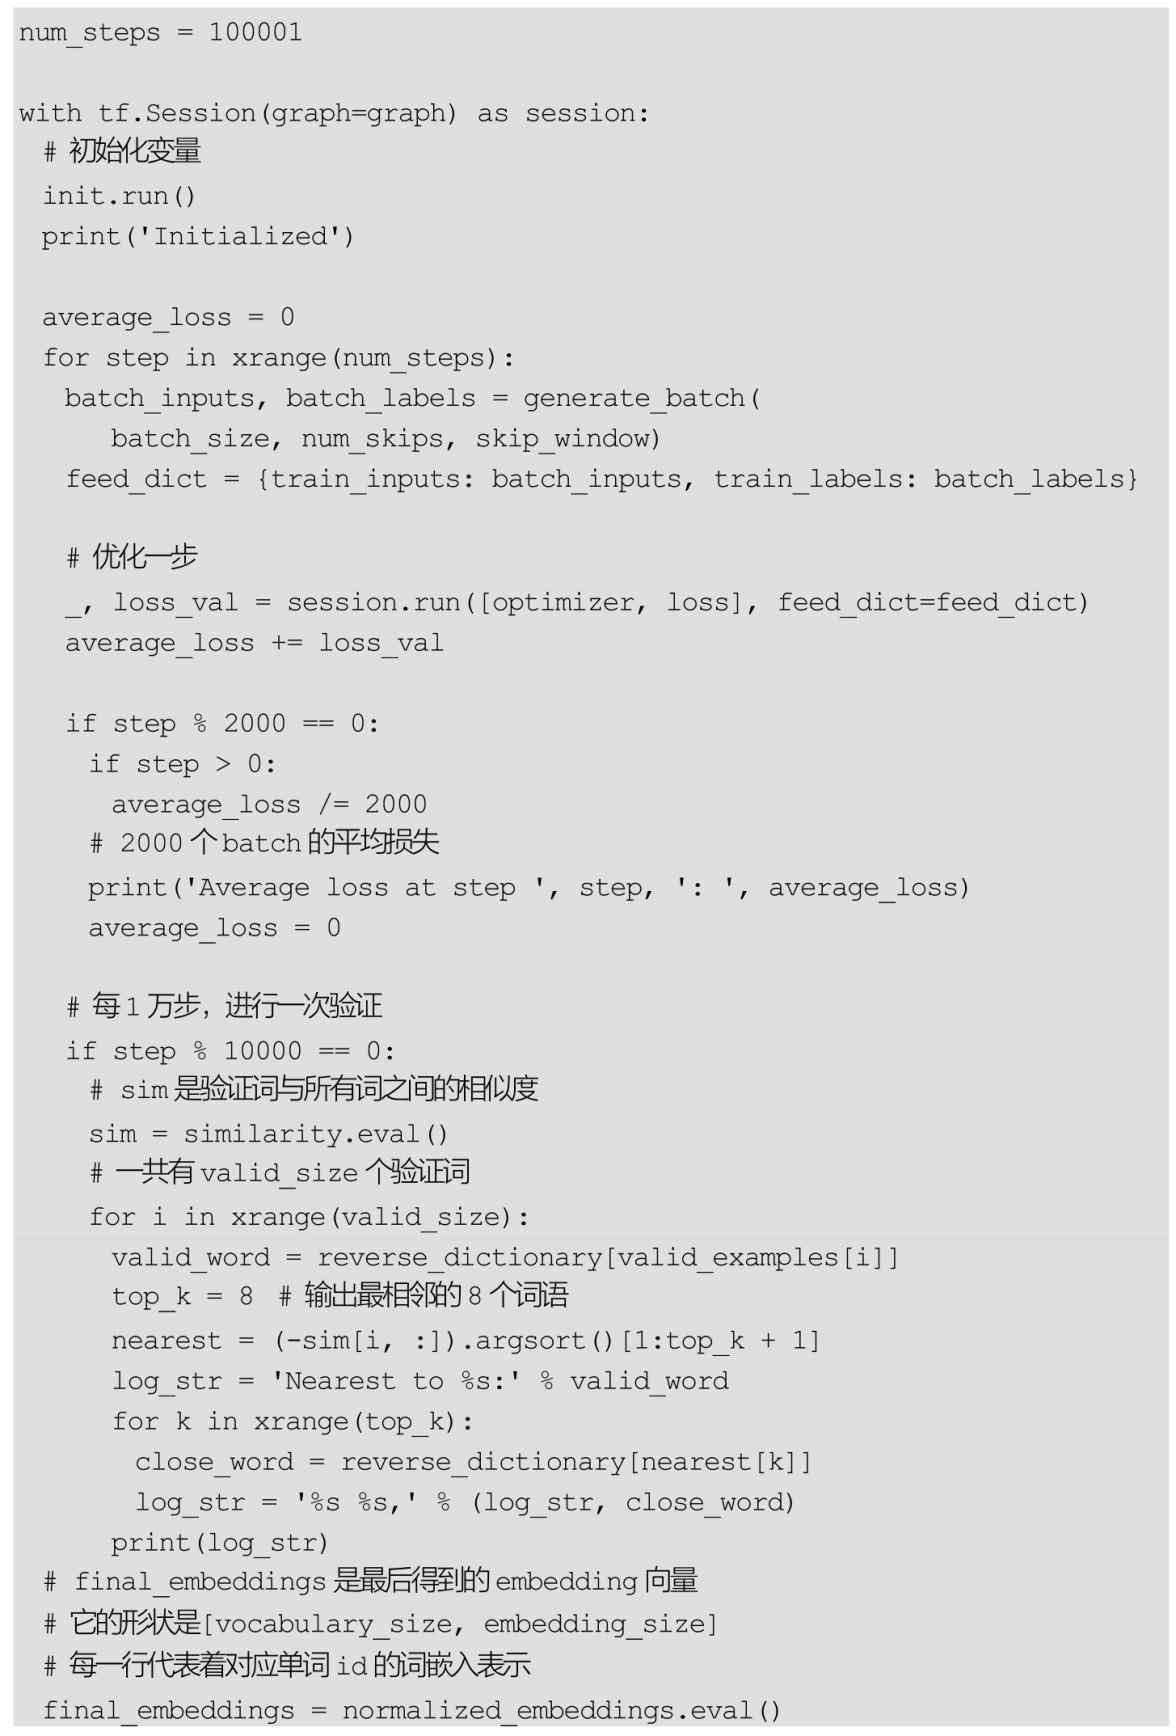 num_steps = 100001

with tf.Session(graph=graph) as session:
  # 初始化变量
  init.run()
  print('Initialized')

  average_loss = 0
  for step in xrange(num_steps):
    batch_inputs, batch_labels = generate_batch(
        batch_size, num_skips, skip_window)
    feed_dict = {train_inputs: batch_inputs, train_labels: batch_labels}

    # 优化一步
    _, loss_val = session.run([optimizer, loss], feed_dict=feed_dict)
    average_loss += loss_val

    if step % 2000 == 0:
      if step > 0:
        average_loss /= 2000
      # 2000 个 batch 的平均损失
      print('Average loss at step ', step, ': ', average_loss)
      average_loss = 0

    # 每 1 万步，进行一次验证
    if step % 10000 == 0:
      # sim 是验证词与所有词之间的相似度
      sim = similarity.eval()
      # 一共有 valid_size 个验证词
      for i in xrange(valid_size):
        valid_word = reverse_dictionary[valid_examples[i]]
        top_k = 8  # 输出最相邻的 8 个词语
        nearest = (-sim[i, :]).argsort()[1:top_k + 1]
        log_str = 'Nearest to %s:' % valid_word
        for k in xrange(top_k):
          close_word = reverse_dictionary[nearest[k]]
          log_str = '%s %s,' % (log_str, close_word)
        print(log_str)
  # final_embeddings 是最后得到的 embedding 向量
  # 它的形状是[vocabulary_size, embedding_size]
  # 每一行代表着对应单词 id 的词嵌入表示
  final_embeddings = normalized_embeddings.eval()